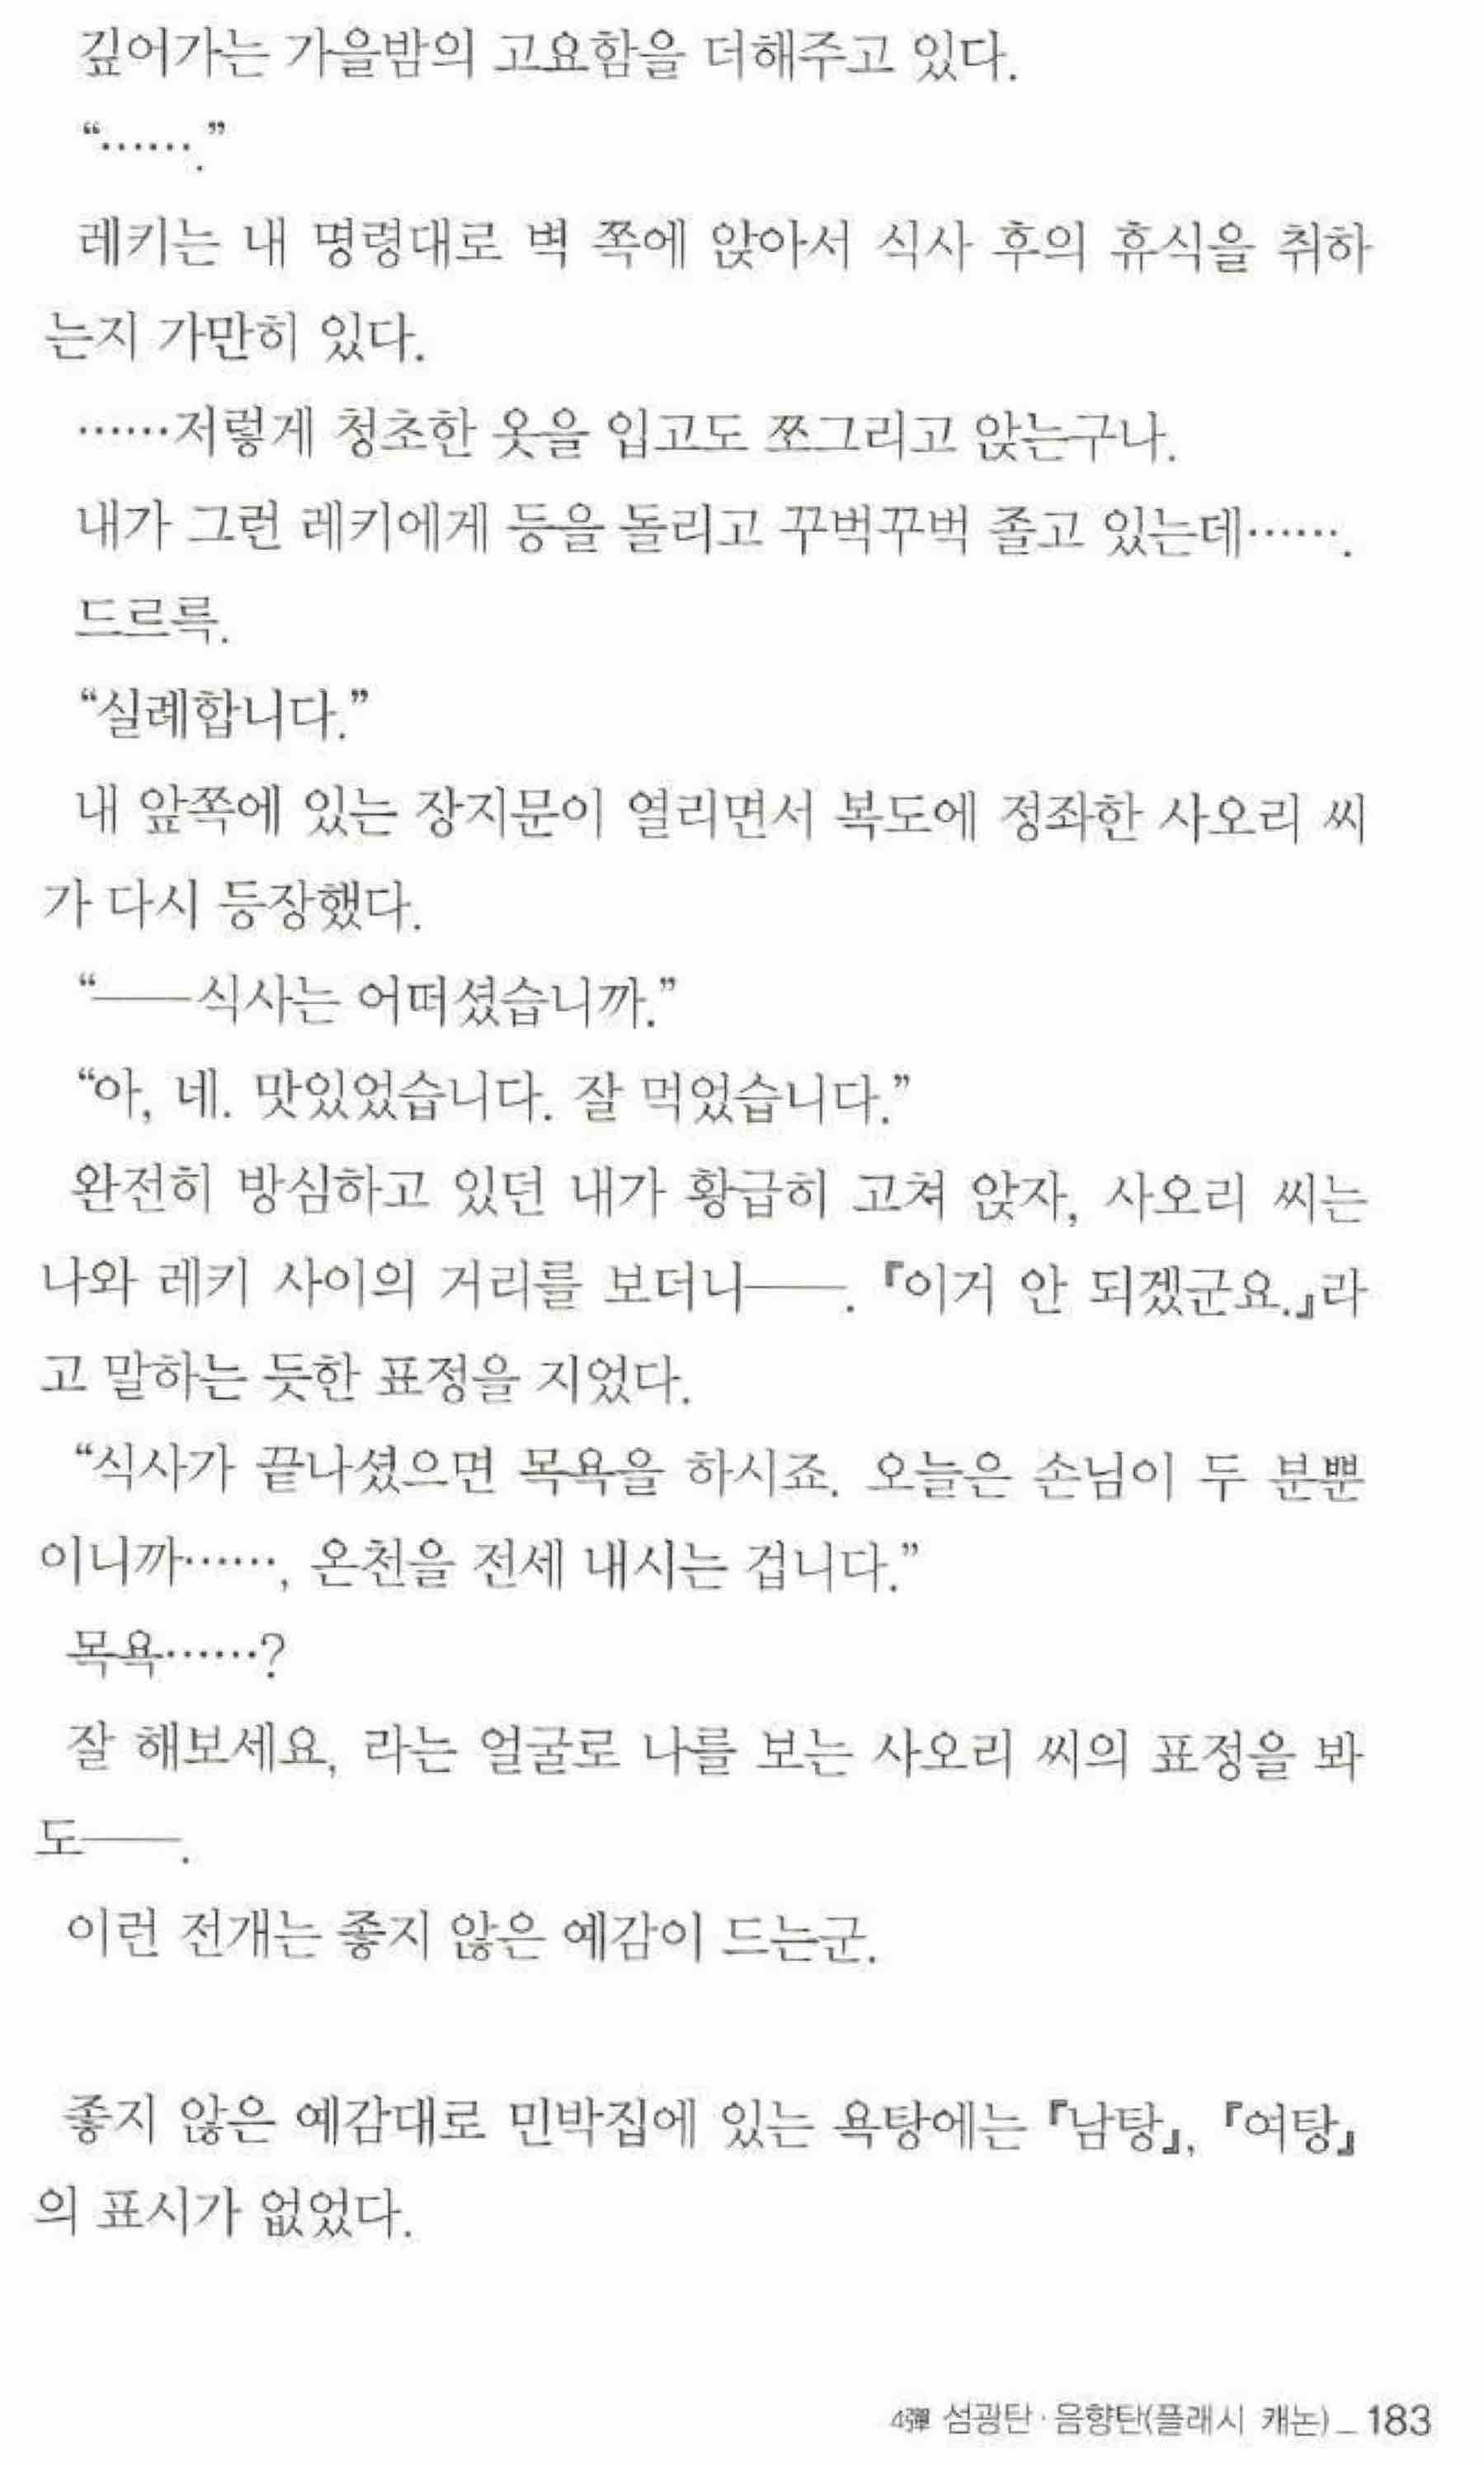 깊어가는 가을밤의 고요함을 더해주고 있다.
“…….”
레키는 내 명령대로 벽 쪽에 앉아서 식사 후의 휴식을 취하
는지 가만히 있다.
……저렇게 청초한 옷을 입고도 쪼그리고 앉는구나.
내가 그런 레키에게 등을 돌리고 꾸벅꾸벅 졸고 있는데…….
드르륵.
“실례합니다.”
내 앞쪽에 있는 장지문이 열리면서 복도에 정좌한 사오리 씨
가 다시 등장했다.
“──식사는 어떠셨습니까.”
“아, 네. 맛있었습니다. 잘 먹었습니다.”
완전히 방심하고 있던 내가 황급히 고쳐 앉자, 사오리 씨는
나와 레키 사이의 거리를 보더니──. 『이거 안 되겠군요.』라
고 말하는 듯한 표정을 지었다.
“식사가 끝나셨으면 목욕을 하시죠. 오늘은 손님이 두 분뿐
이니까……, 온천을 전세 내시는 겁니다.”
목욕……?
잘 해보세요, 라는 얼굴로 나를 보는 사오리 씨의 표정을 봐
도──.
이런 전개는 좋지 않은 예감이 드는군.
좋지 않은 예감대로 민박집에 있는 욕탕에는 『남탕』, 『여탕』
의 표시가 없었다.
4彈 섬광탄·음향탄(플래시 캐논)_183